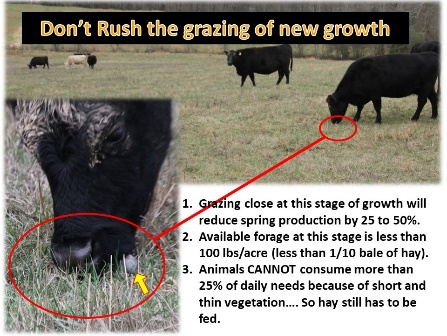 Don't Rush the grazing of new growth
1. Grazing close at this stage of growth will
reduce spring production by 25 to 50%.
2. Available forage at this stage is less than
100 lbs/acre (less than 1/10 bale of hay).
3. Animals CANNOT consume more than
25% of daily needs because of short and
thin vegetation.... So hay still has to be
fed.